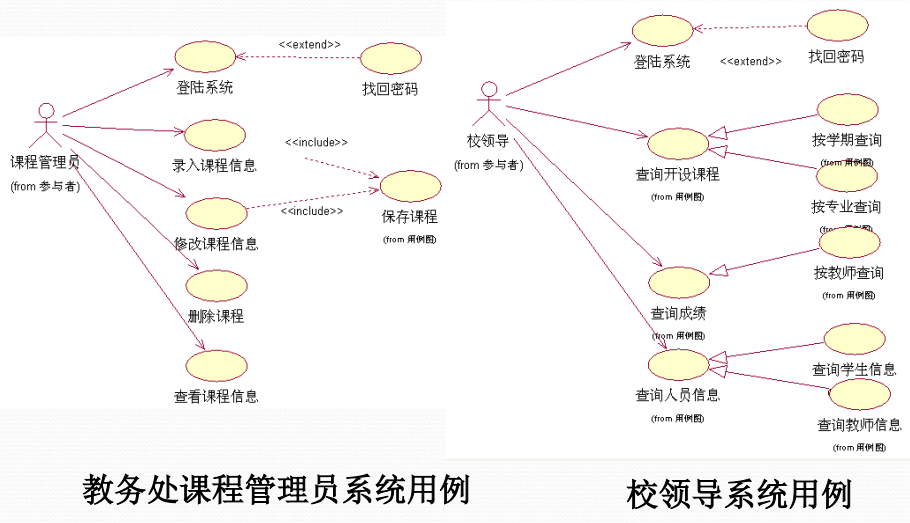 <<extend>>
登陆系统
找回密码
课程管理员
(from 参与者)
录入课程信息
<<include>>
<<include>>
修改课程信息
保存课程
(from 用例图)
删除课程
查看课程信息
教务处课程管理员系统用例
登陆系统
<<extend>>
找回密码
校领导
(from 参与者)
查询开设课程
(from 用例图)
按学期查询
(from 用例图)
按专业查询
(from 用例图)
按教师查询
(from 用例图)
查询成绩
(from 用例图)
查询人员信息
(from 用例图)
查询学生信息
查询教师信息
(from 用例图)
校领导系统用例